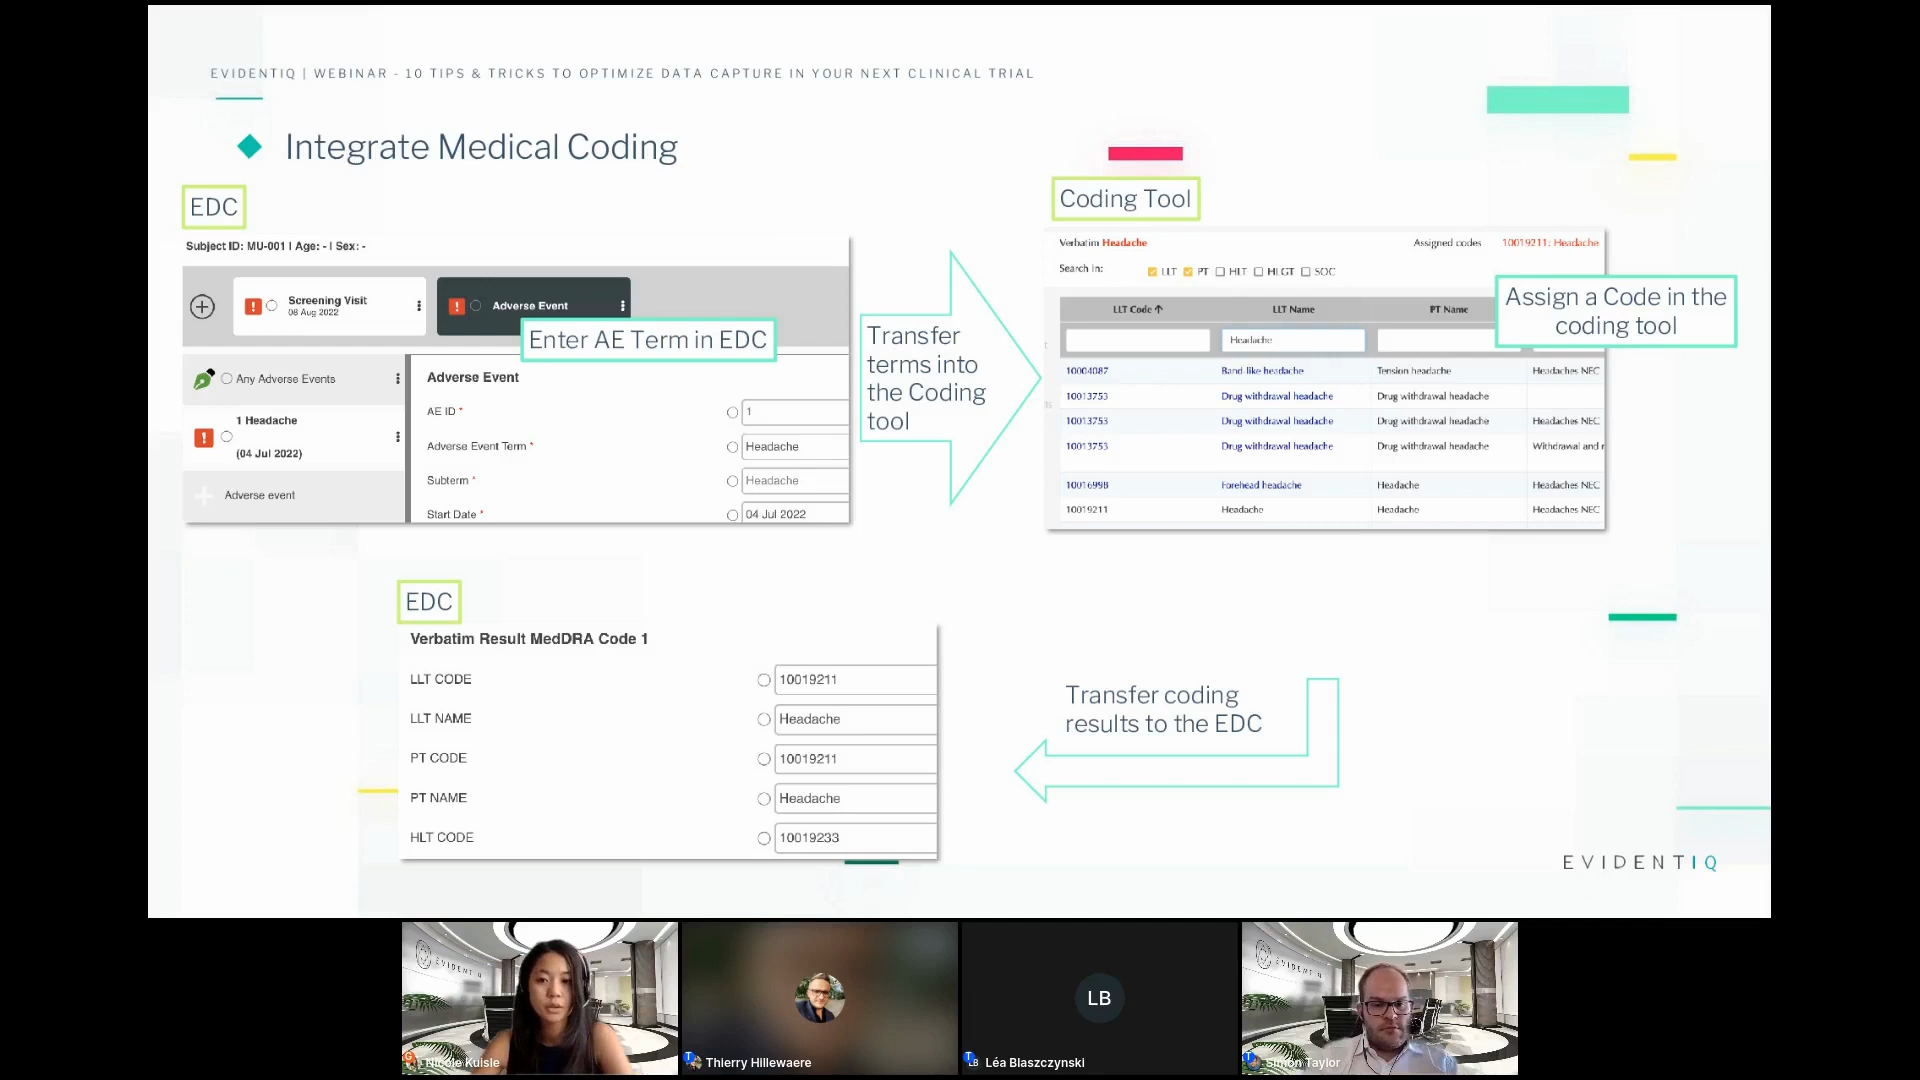 EVIDENTIQ | WEBINAR - 10 TIPS & TRICKS TO OPTIMIZE DATA CAPTURE IN YOUR NEXT CLINICAL TRIAL
Integrate Medical Coding
EDC
Subject ID: MU-001 | Age: - | Sex: -
Screening Visit
08 Aug 2022
Adverse Event
Enter AE Term in EDC
Any Adverse Events
1 Headache
(04 Jul 2022)
Adverse event
Adverse Event
AE ID *
1
Adverse Event Term *
Headache
Subterm *
Headache
Start Date *
04 Jul 2022
Transfer
terms into
the Coding
tool
Coding Tool
Verbatim Headache
Assigned codes 10019211: Headache
Search in: LLT PT HLT HLGT SOC
Assign a Code in the
coding tool
LLT Code LLT Name PT Name
Headache
10004087 Band-like headache Tension headache Headaches NEC
10013753 Drug withdrawal headache Drug withdrawal headache
10013753 Drug withdrawal headache Drug withdrawal headache Headaches NEC
10013753 Drug withdrawal headache Drug withdrawal headache Withdrawal and r
10016998 Forehead headache Headache Headaches NEC
10019211 Headache Headache Headaches NEC
EDC
Verbatim Result MedDRA Code 1
LLT CODE 10019211
LLT NAME Headache
PT CODE 10019211
PT NAME Headache
HLT CODE 10019233
Transfer coding
results to the EDC
EVIDENTIQ
EVIDENTIQ
Nicole Kuisle
Thierry Hillewaere
LB
Léa Blaszczynski
EVIDENTIQ
Simon Taylor